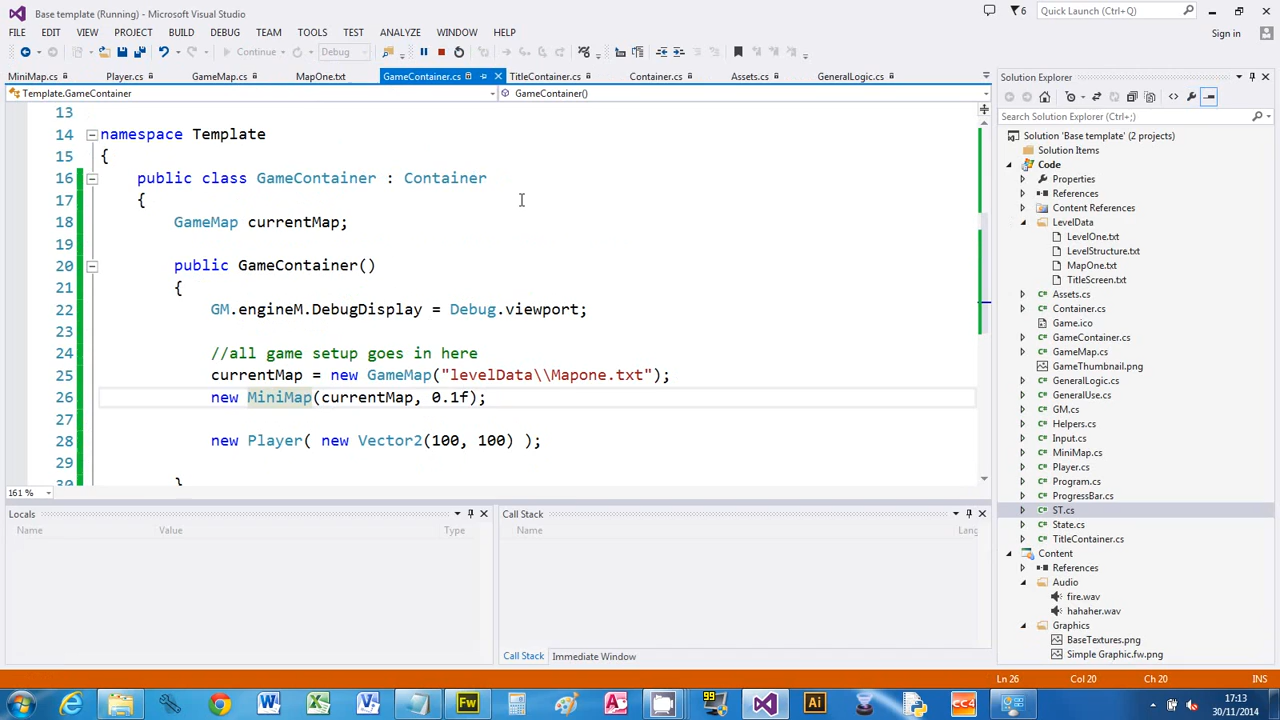 Base template (Running) - Microsoft Visual Studio
6
Quick Launch (Ctrl+Q)
FILE EDIT VIEW PROJECT BUILD DEBUG TEAM TOOLS TEST ANALYZE WINDOW HELP
Sign in
Continue Debug
MiniMap.cs Player.cs GameMap.cs MapOne.txt GameContainer.cs TitleContainer.cs Container.cs Assets.cs GeneralLogic.cs
Template.GameContainer GameContainer()
13
14 namespace Template
15 {
16 public class GameContainer : Container
17 {
18 GameMap currentMap;
19
20 public GameContainer()
21 {
22 GM.engineM.DebugDisplay = Debug.viewport;
23
24 //all game setup goes in here
25 currentMap = new GameMap("levelData\\Mapone.txt");
26 new MiniMap(currentMap, 0.1f);
27
28 new Player( new Vector2(100, 100) );
29
30 }
161 %
Locals
Name Value Type
Call Stack
Name Lang
Call Stack Immediate Window
Solution Explorer
Search Solution Explorer (Ctrl+;)
Solution 'Base template' (2 projects)
Solution Items
Code
Properties
References
Content References
LevelData
LevelOne.txt
LevelStructure.txt
MapOne.txt
TitleScreen.txt
Assets.cs
Container.cs
Game.ico
GameContainer.cs
GameMap.cs
GameThumbnail.png
GeneralLogic.cs
GeneralUse.cs
GM.cs
Helpers.cs
Input.cs
MiniMap.cs
Player.cs
Program.cs
ProgressBar.cs
ST.cs
State.cs
TitleContainer.cs
Content
References
Audio
fire.wav
hahaher.wav
Graphics
BaseTextures.png
Simple Graphic.fw.png
Ln 26 Col 20 Ch 20 INS
Fw
99
Ai
CC4
17:13
30/11/2014